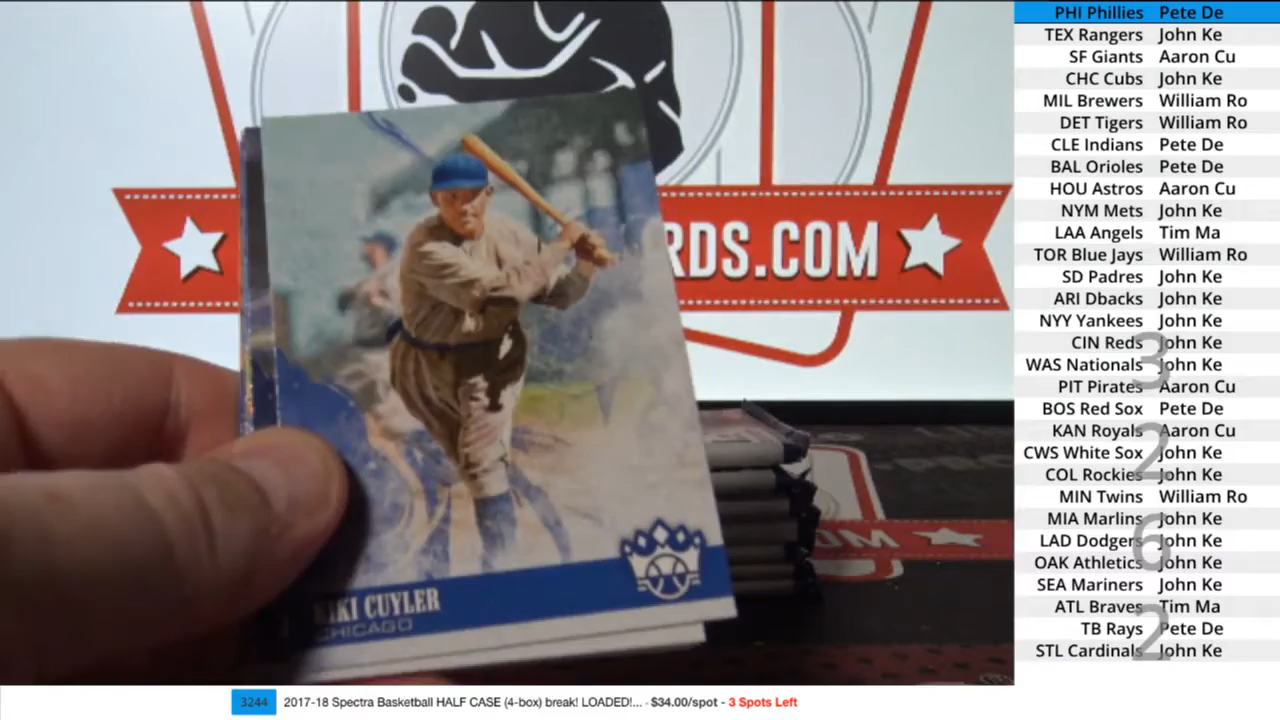 RDS.COM
KIKI CUYLER
CHICAGO
OM
PHI Phillies Pete De
TEX Rangers John Ke
SF Giants Aaron Cu
CHC Cubs John Ke
MIL Brewers William Ro
DET Tigers William Ro
CLE Indians Pete De
BAL Orioles Pete De
HOU Astros Aaron Cu
NYM Mets John Ke
LAA Angels Tim Ma
TOR Blue Jays William Ro
SD Padres John Ke
ARI Dbacks John Ke
NYY Yankees John Ke
CIN Reds John Ke
WAS Nationals John Ke
PIT Pirates Aaron Cu
BOS Red Sox Pete De
KAN Royals Aaron Cu
CWS White Sox John Ke
COL Rockies John Ke
MIN Twins William Ro
MIA Marlins John Ke
LAD Dodgers John Ke
OAK Athletics John Ke
SEA Mariners John Ke
ATL Braves Tim Ma
TB Rays Pete De
STL Cardinals John Ke
3
2
6
2
3244 2017-18 Spectra Basketball HALF CASE (4-box) break! LOADED!... - $34.00/spot - 3 Spots Left